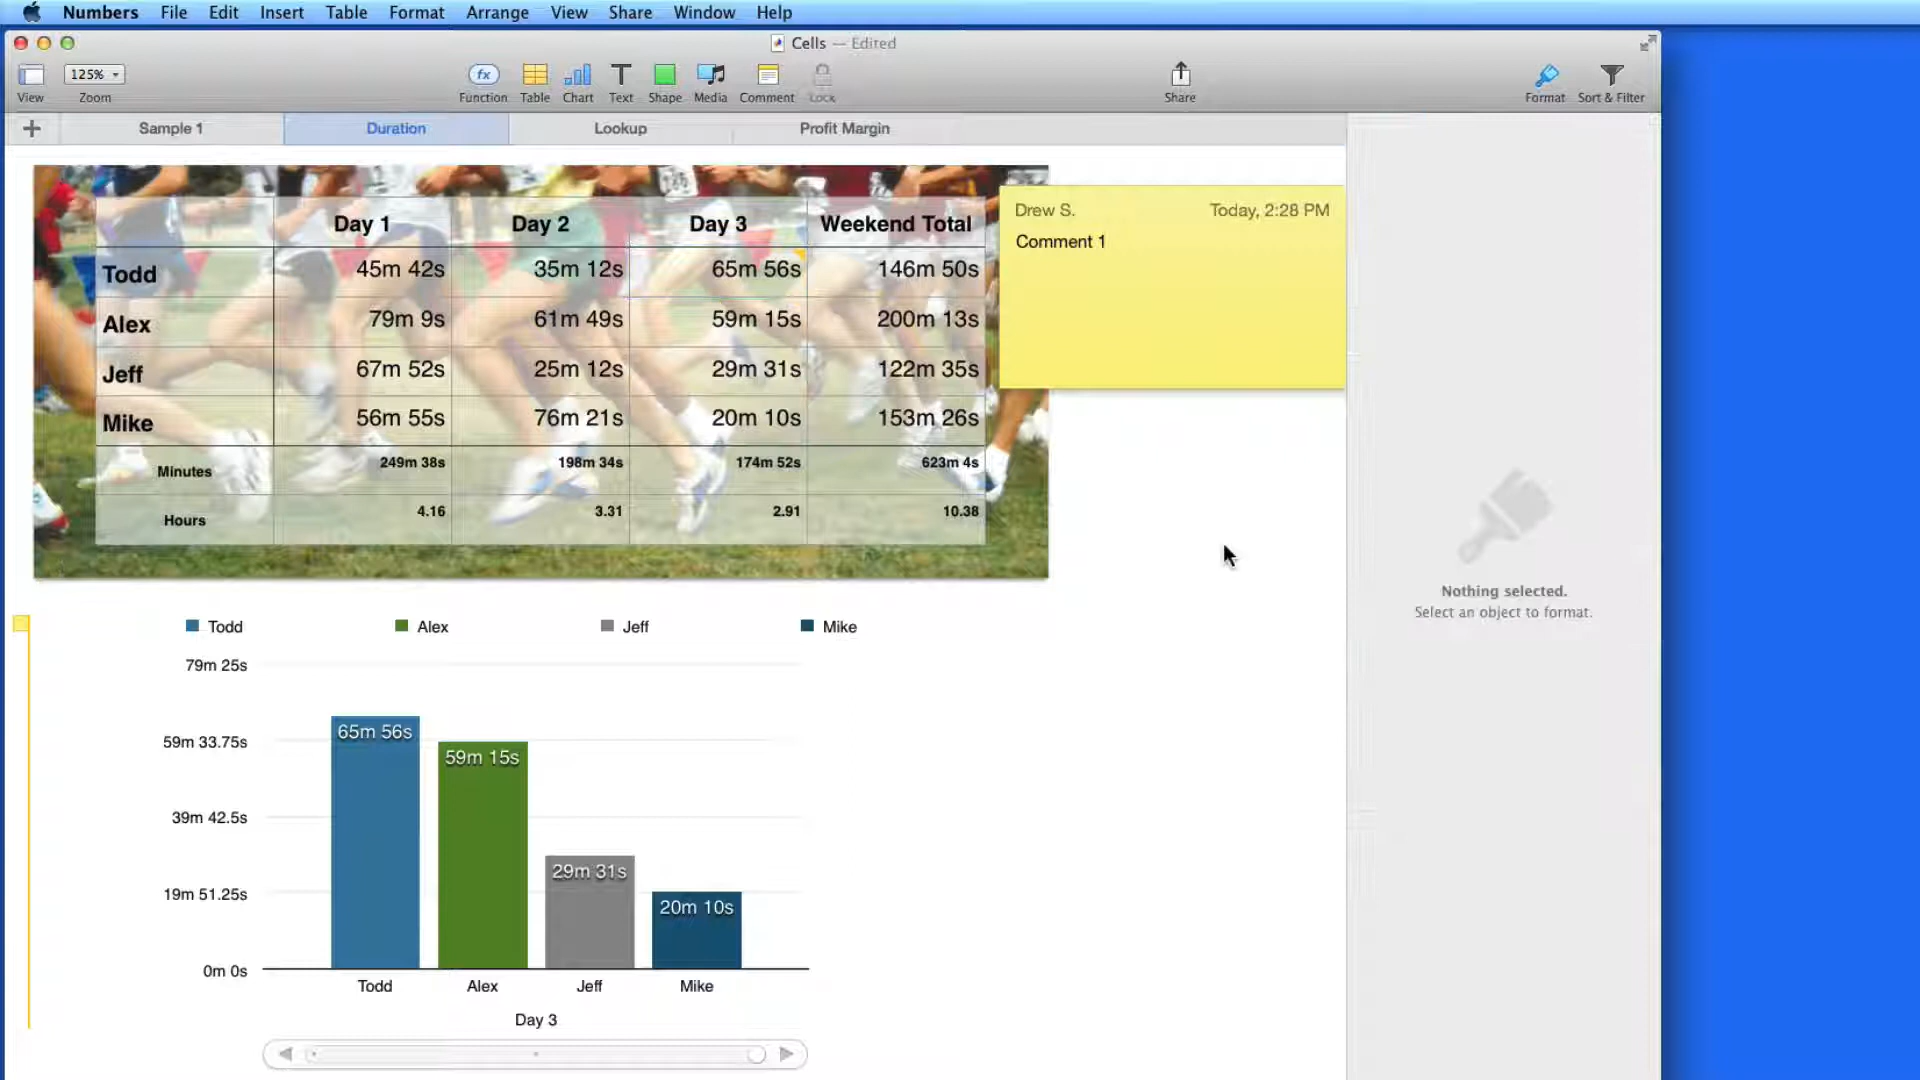 Numbers File Edit Insert Table Format Arrange View Share Window Help
Cells — Edited
125%
View Zoom fx Function Table Chart Text Shape Media Comment Lock Share Format Sort & Filter
Sample 1 Duration Lookup Profit Margin
Day 1 Day 2 Day 3 Weekend Total
Todd 45m 42s 35m 12s 65m 56s 146m 50s
Alex 79m 9s 61m 49s 59m 15s 200m 13s
Jeff 67m 52s 25m 12s 29m 31s 122m 35s
Mike 56m 55s 76m 21s 20m 10s 153m 26s
Minutes 249m 38s 198m 34s 174m 52s 623m 4s
Hours 4.16 3.31 2.91 10.38
Drew S. Today, 2:28 PM
Comment 1
Nothing selected.
Select an object to format.
Todd Alex Jeff Mike
79m 25s
59m 33.75s
39m 42.5s
19m 51.25s
0m 0s
65m 56s
59m 15s
29m 31s
20m 10s
Todd Alex Jeff Mike
Day 3